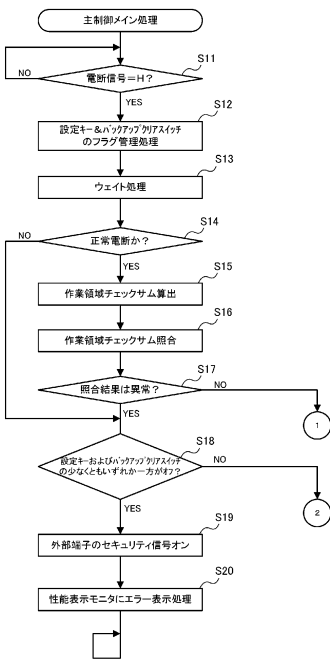 主制御メイン処理
S11
電断信号=H?
NO
YES
S12
設定キー&バックアップクリアスイッチ
のフラグ管理処理
S13
ウェイト処理
S14
NO
正常電断か?
YES
S15
作業領域チェックサム算出
S16
作業領域チェックサム照合
S17
照合結果は異常?
NO
YES
1
S18
設定キーおよびバックアップクリアスイッチ
の少なくともいずれか一方がオフ?
NO
YES
2
S19
外部端子のセキュリティ信号オン
S20
性能表示モニタにエラー表示処理